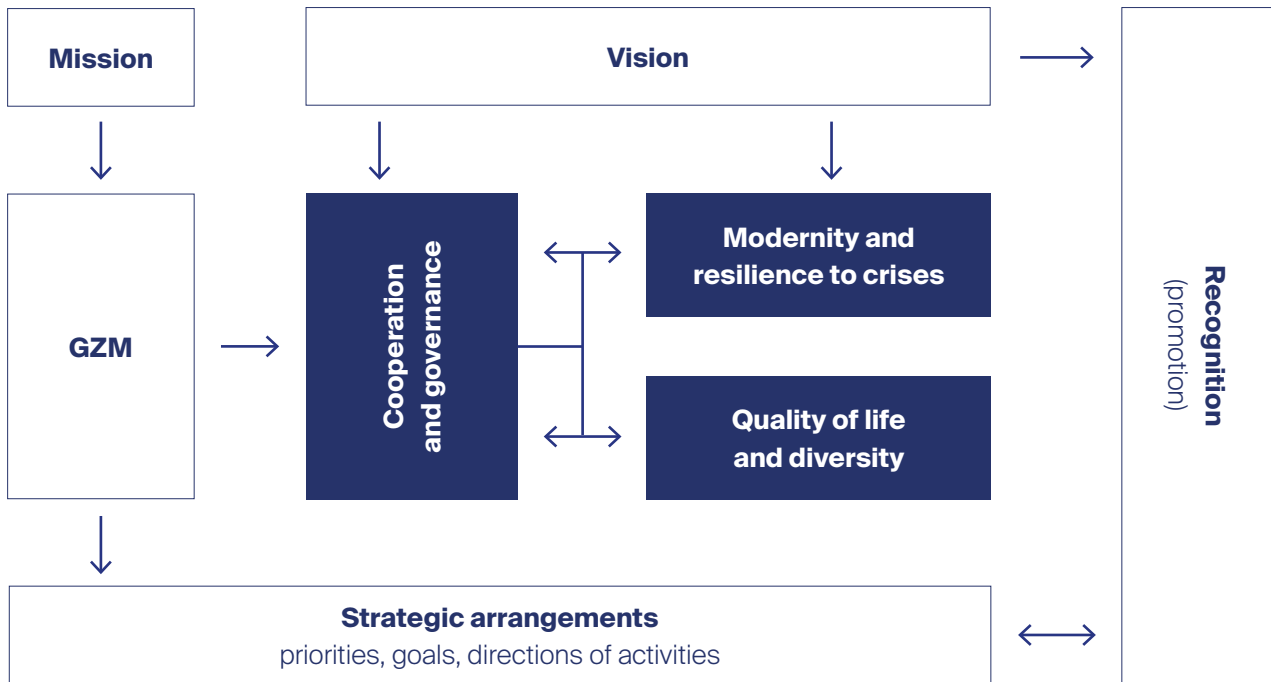 Mission
Vision
GZM
Cooperation
and governance
Modernity and
resilience to crises
Quality of life
and diversity
Recognition
(promotion)
Strategic arrangements
priorities, goals, directions of activities